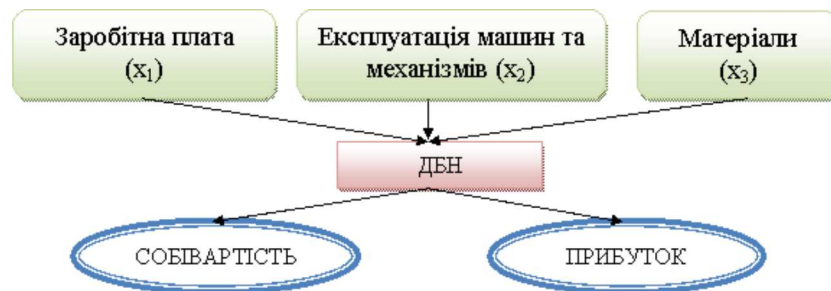 Заробітна плата
(x₁)
Експлуатація машин та
механізмів (x₂)
Матеріали
(x₃)
ДБН
СОБІВАРТІСТЬ
ПРИБУТОК